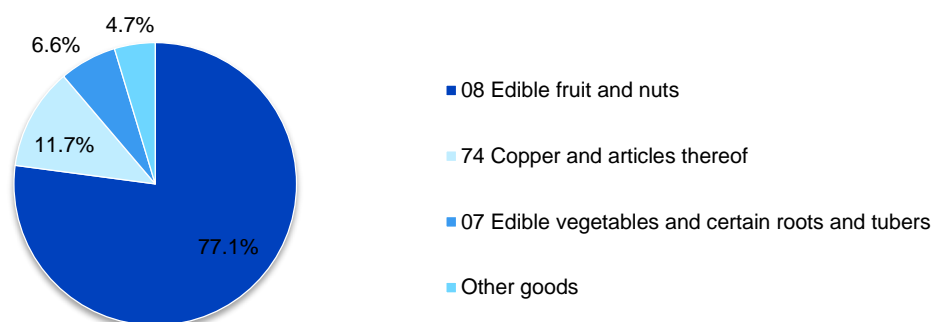 4.7%
6.6%
11.7%
77.1%
08 Edible fruit and nuts
74 Copper and articles thereof
07 Edible vegetables and certain roots and tubers
Other goods